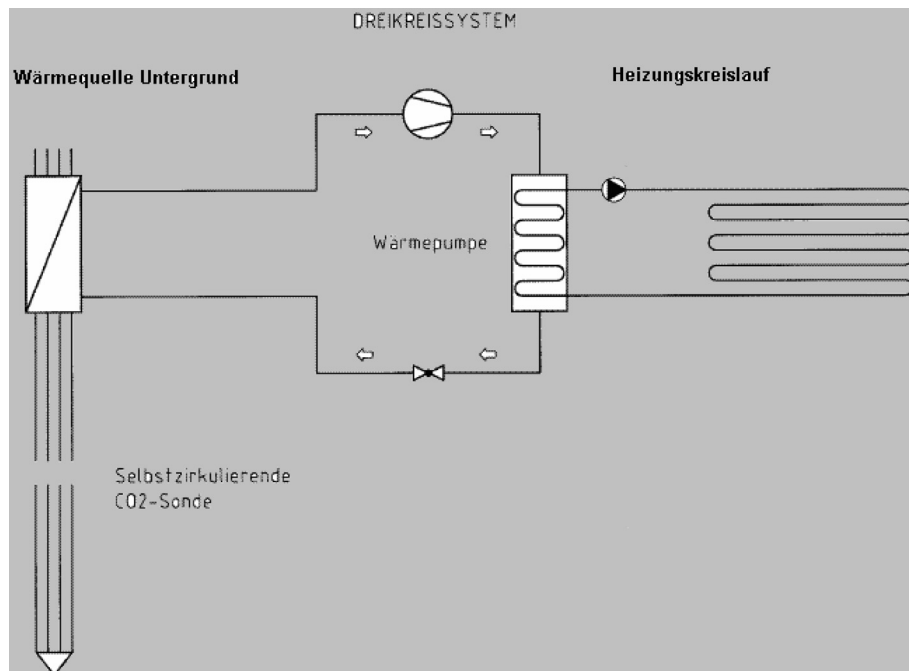 DREIKREISSYSTEM
Wärmequelle Untergrund
Heizungskreislauf
Wärmepumpe
Selbstzirkulierende
CO2-Sonde